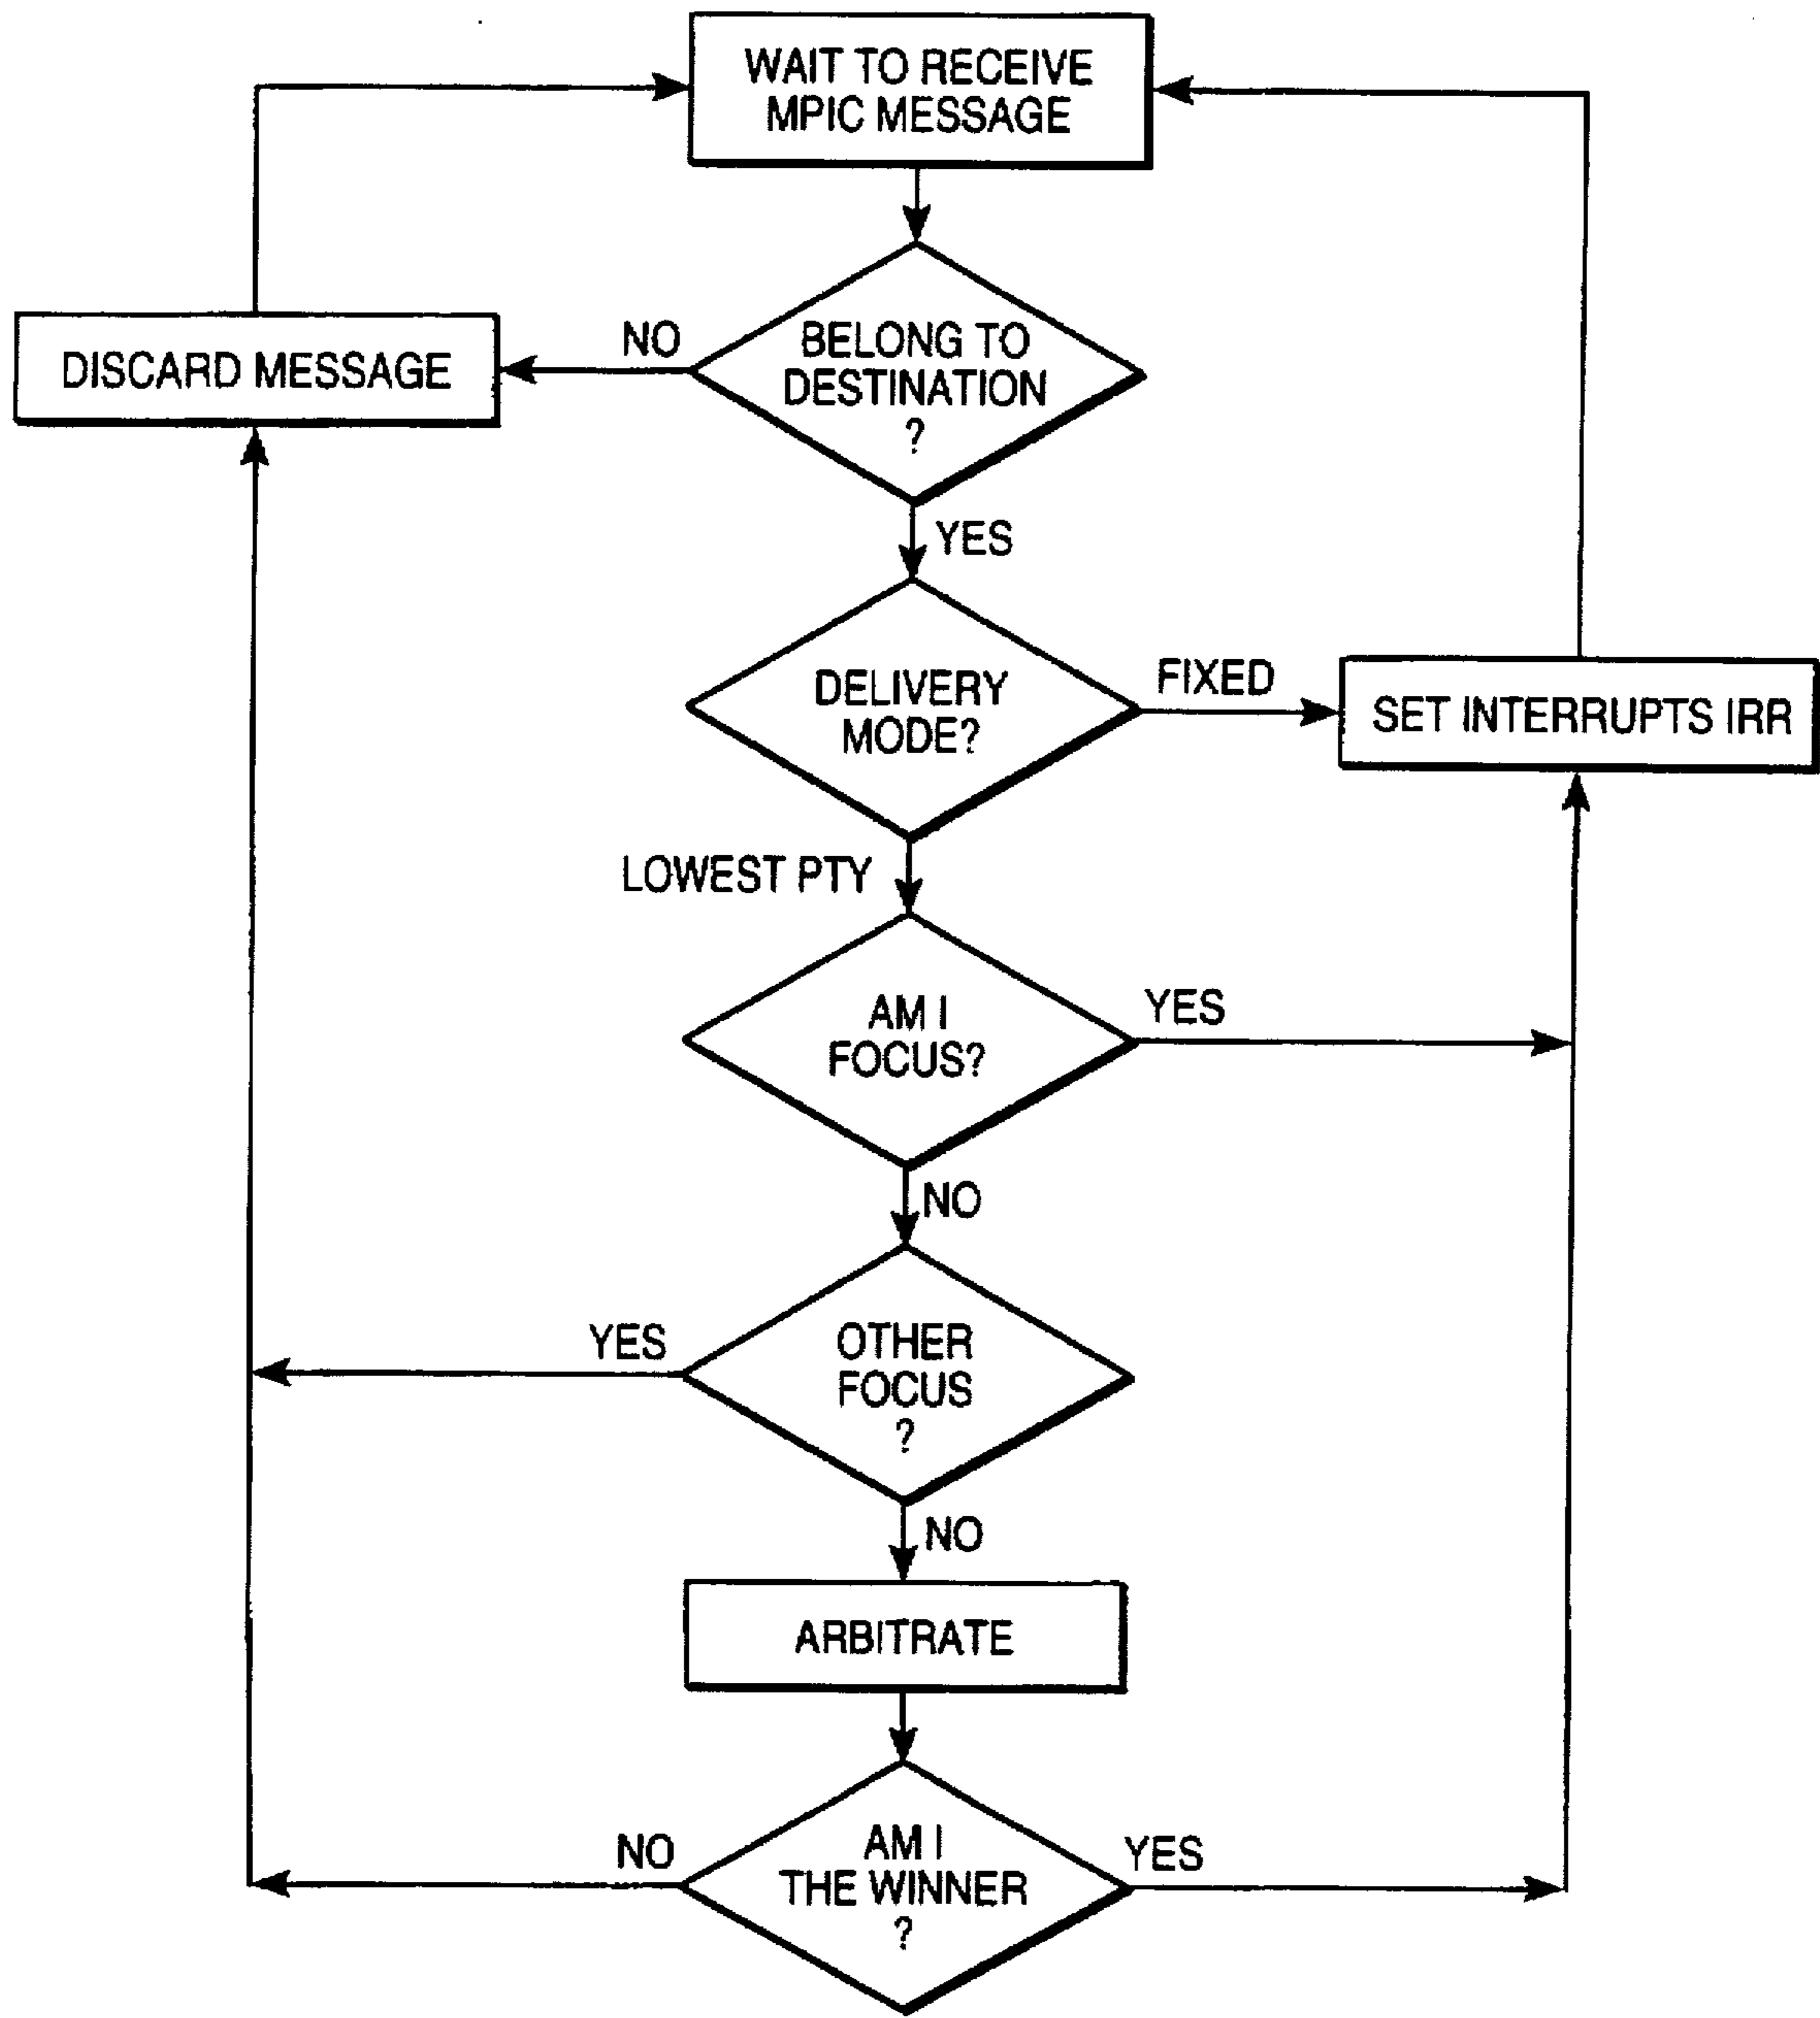 WAIT TO RECEIVE
MPIC MESSAGE
NO
BELONG TO
DESTINATION
?
DISCARD MESSAGE
YES
DELIVERY
MODE?
FIXED
SET INTERRUPTS IRR
LOWEST PTY
AM I
FOCUS?
YES
NO
YES
OTHER
FOCUS
?
NO
ARBITRATE
NO
AM I
THE WINNER
?
YES